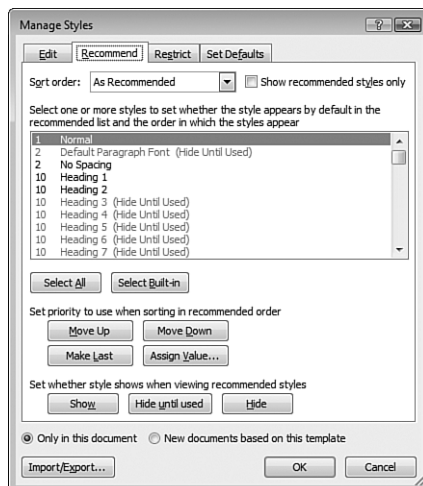 Manage Styles
Edit Recommend Restrict Set Defaults
Sort order: As Recommended Show recommended styles only
Select one or more styles to set whether the style appears by default in the
recommended list and the order in which the styles appear
1 Normal
2 Default Paragraph Font (Hide Until Used)
2 No Spacing
10 Heading 1
10 Heading 2
10 Heading 3 (Hide Until Used)
10 Heading 4 (Hide Until Used)
10 Heading 5 (Hide Until Used)
10 Heading 6 (Hide Until Used)
10 Heading 7 (Hide Until Used)
Select All Select Built-in
Set priority to use when sorting in recommended order
Move Up Move Down
Make Last Assign Value...
Set whether style shows when viewing recommended styles
Show Hide until used Hide
Only in this document New documents based on this template
Import/Export... OK Cancel